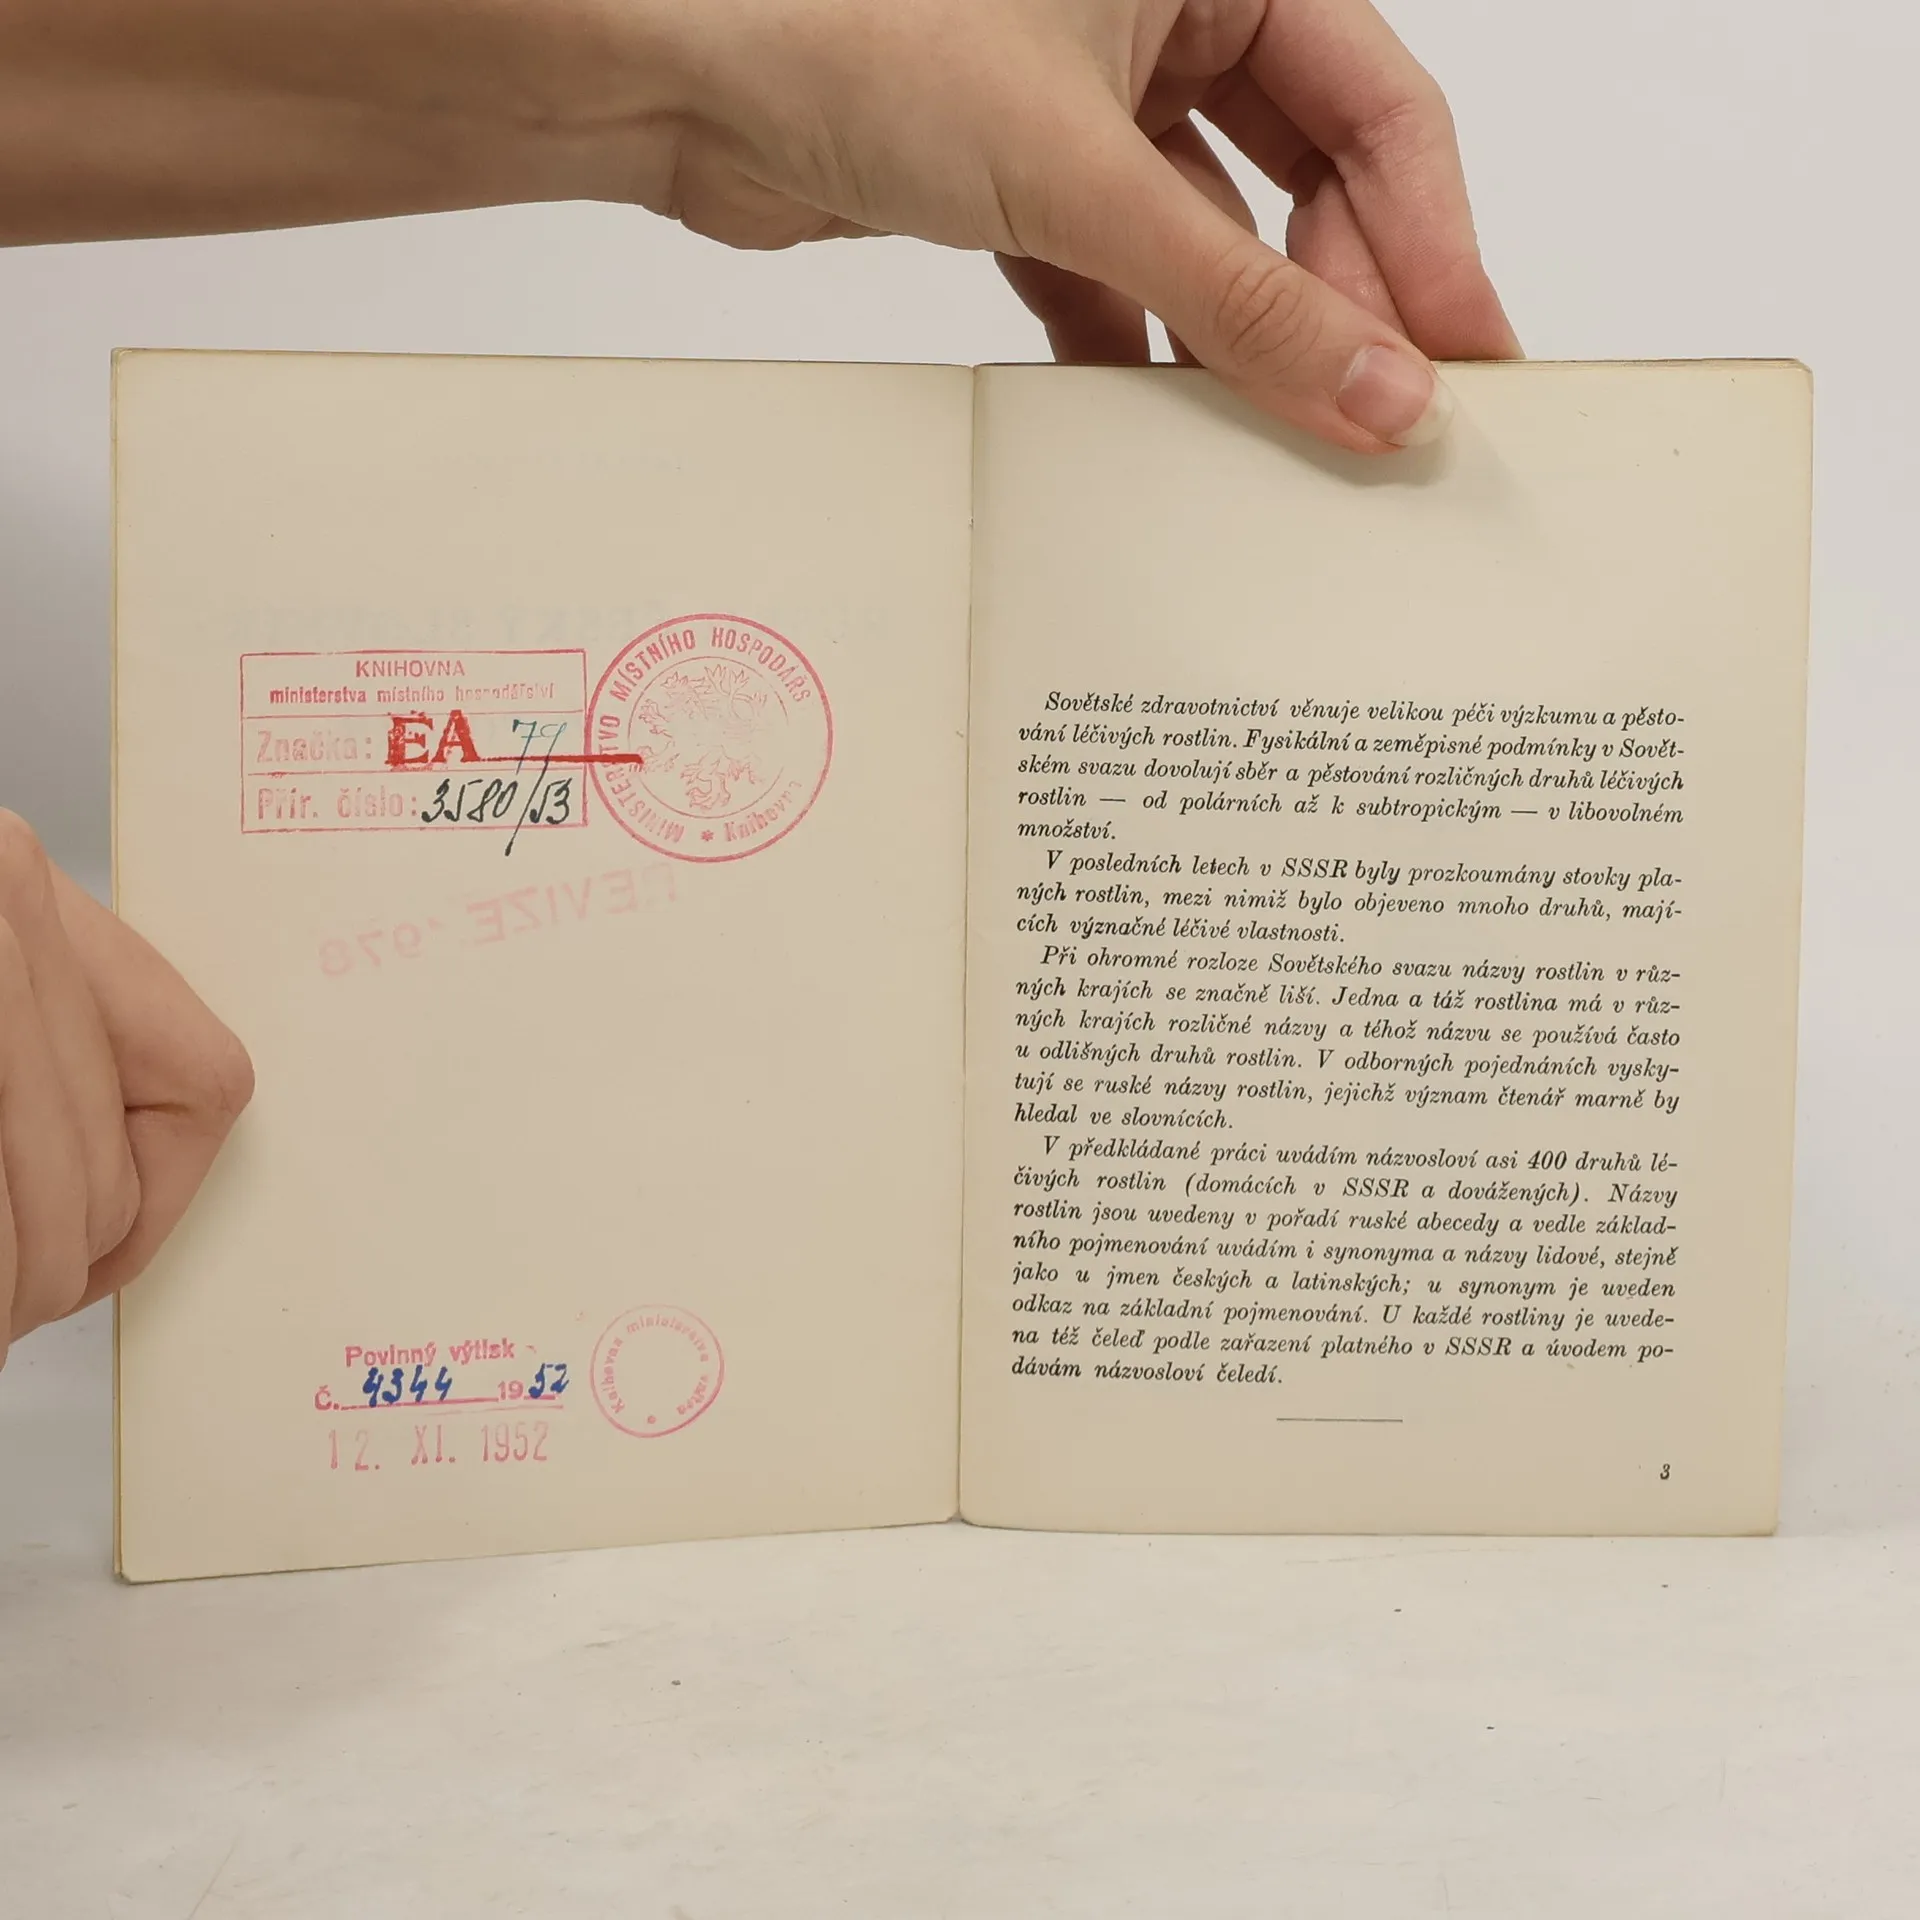 KNIHOVNA
ministerstva místního hospodářství
Značka: EA 79
Přír. číslo: 3580/53
MINISTERSTVO MÍSTNÍHO HOSPODÁŘS
* Knihovna
REVIZE 1978
Povinný výtisk
Č. 4344 1952
12. XI. 1952
Knihovna ministerstva vnitra
Sovětské zdravotnictví věnuje velikou péči výzkumu a pěsto-
vání léčivých rostlin. Fysikální a zeměpisné podmínky v Sovět-
ském svazu dovolují sběr a pěstování rozličných druhů léčivých
rostlin — od polárních až k subtropickým — v libovolném
množství.
V posledních letech v SSSR byly prozkoumány stovky pla-
ných rostlin, mezi nimiž bylo objeveno mnoho druhů, mají-
cích význačné léčivé vlastnosti.
Při ohromné rozloze Sovětského svazu názvy rostlin v růz-
ných krajích se značně liší. Jedna a táž rostlina má v růz-
ných krajích rozličné názvy a téhož názvu se používá často
u odlišných druhů rostlin. V odborných pojednáních vysky-
tují se ruské názvy rostlin, jejichž význam čtenář marně by
hledal ve slovnících.
V předkládané práci uvádím názvosloví asi 400 druhů lé-
čivých rostlin (domácích v SSSR a dovážených). Názvy
rostlin jsou uvedeny v pořadí ruské abecedy a vedle základ-
ního pojmenování uvádím i synonyma a názvy lidové, stejně
jako u jmen českých a latinských; u synonym je uveden
odkaz na základní pojmenování. U každé rostliny je uvede-
na též čeleď podle zařazení platného v SSSR a úvodem po-
dávám názvosloví čeledí.
3